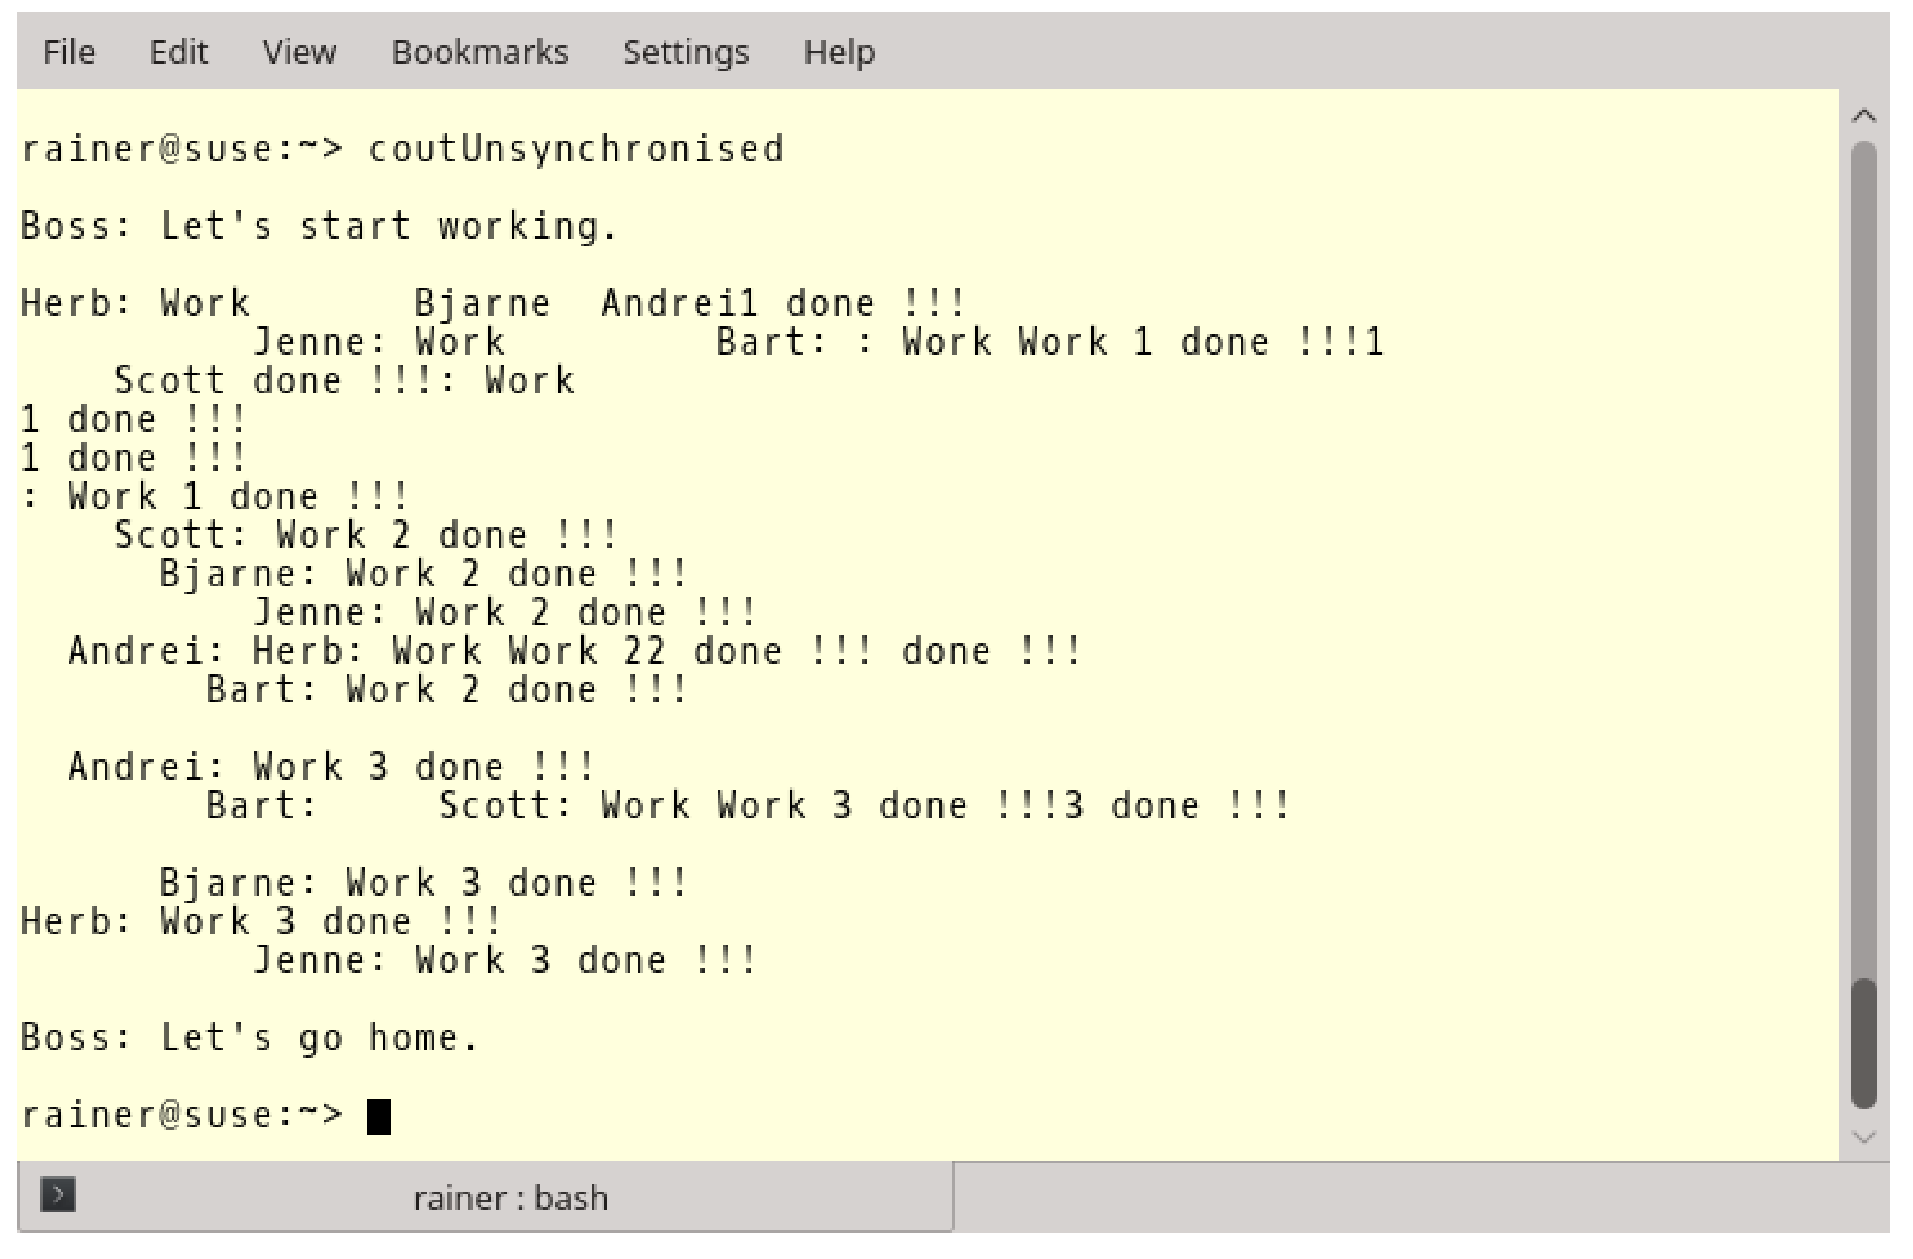 File Edit View Bookmarks Settings Help
rainer@suse:~> coutUnsynchronised
Boss: Let's start working.
Herb: Work       Bjarne  Andrei1 done !!!
          Jenne: Work         Bart: : Work Work 1 done !!!1
    Scott done !!!: Work
1 done !!!
1 done !!!
: Work 1 done !!!
    Scott: Work 2 done !!!
      Bjarne: Work 2 done !!!
          Jenne: Work 2 done !!!
  Andrei: Herb: Work Work 22 done !!! done !!!
        Bart: Work 2 done !!!
  Andrei: Work 3 done !!!
        Bart:     Scott: Work Work 3 done !!!3 done !!!
      Bjarne: Work 3 done !!!
Herb: Work 3 done !!!
          Jenne: Work 3 done !!!
Boss: Let's go home.
rainer@suse:~>
rainer : bash